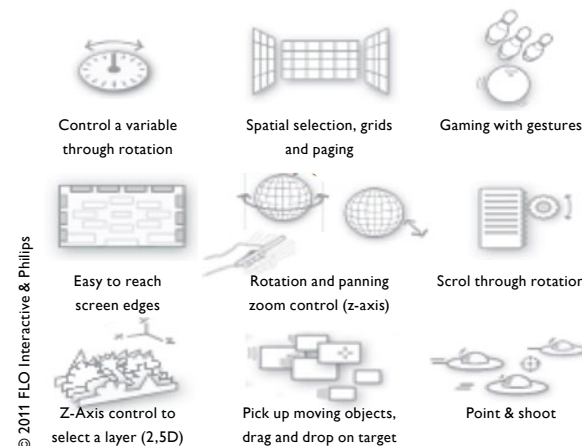 Control a variable
through rotation
Spatial selection, grids
and paging
Gaming with gestures
Easy to reach
screen edges
Rotation and panning
zoom control (z-axis)
Scrol through rotation
Z-Axis control to
select a layer (2,5D)
Pick up moving objects,
drag and drop on target
Point & shoot
© 2011 FLO Interactive & Philips
x
z